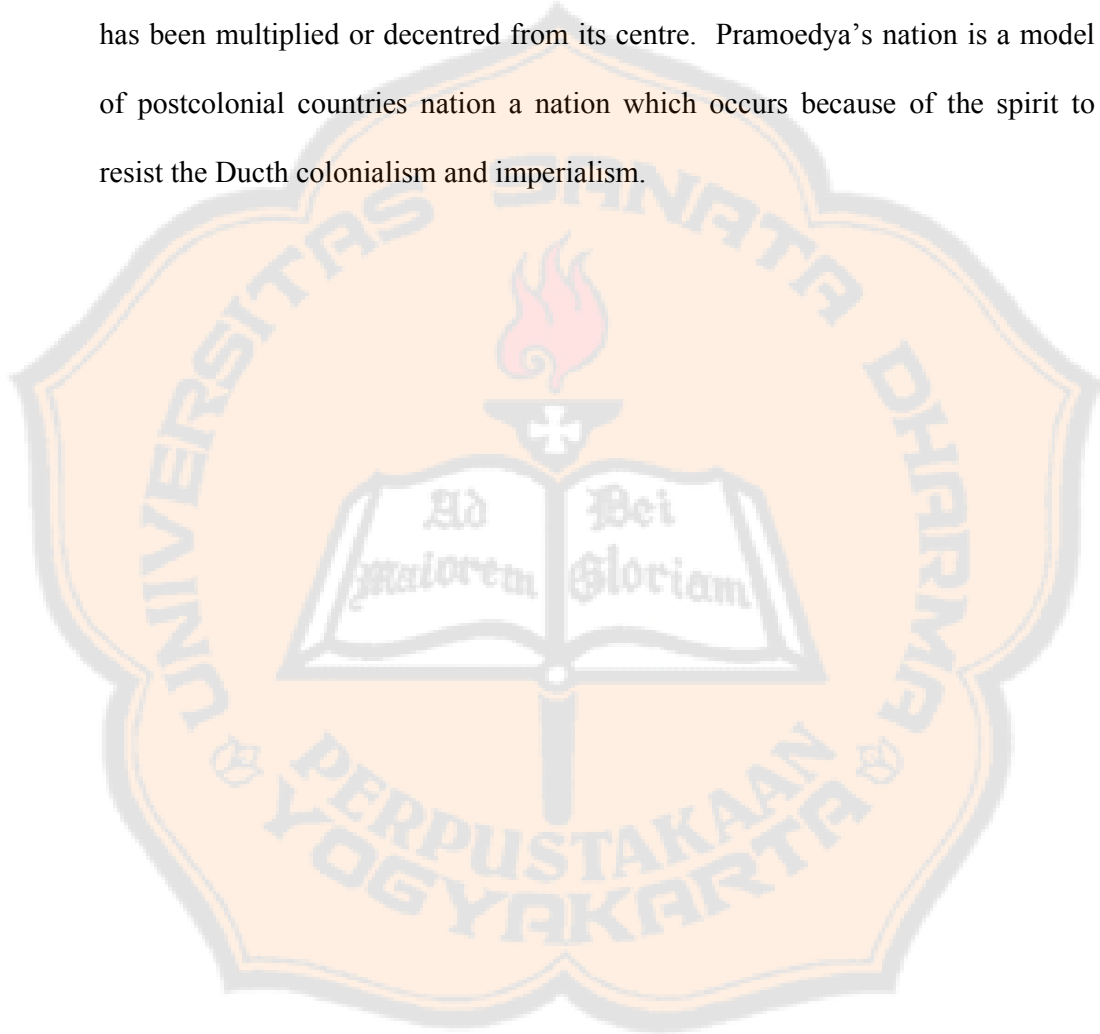 has been multiplied or decentred from its centre. Pramoedya's nation is a model
of postcolonial countries nation a nation which occurs because of the spirit to
resist the Ducth colonialism and imperialism.
UNIVERSITAS SANATA DHARMA
Ad Dei
maiorem Gloriam
PERPUSTAKAAN
YOGYAKARTA